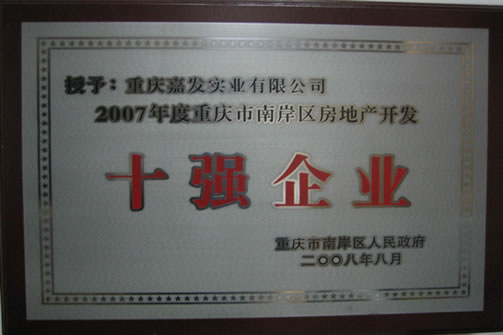 授予：重庆嘉发实业有限公司
2007年度重庆市南岸区房地产开发
十强企业
重庆市南岸区人民政府
二〇〇八年八月